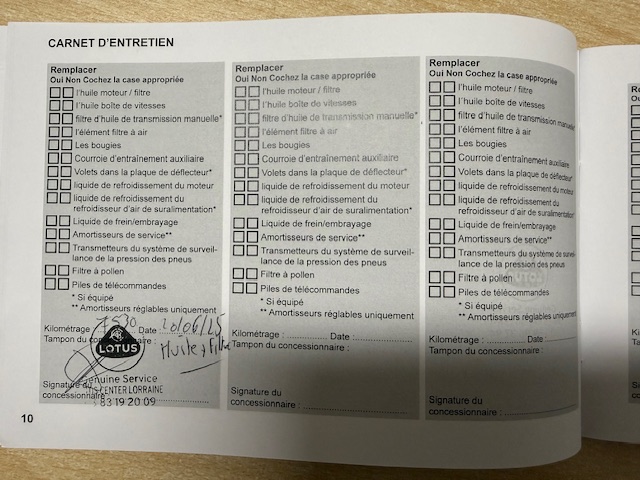 CARNET D'ENTRETIEN
Remplacer
Oui Non Cochez la case appropriée
l'huile moteur / filtre
l'huile boîte de vitesses
filtre d'huile de transmission manuelle*
l'élément filtre à air
Les bougies
Courroie d'entraînement auxiliaire
Volets dans la plaque de déflecteur*
liquide de refroidissement du moteur
liquide de refroidissement du
refroidisseur d'air de suralimentation*
Liquide de frein/embrayage
Amortisseurs de service**
Transmetteurs du système de surveil-
lance de la pression des pneus
Filtre à pollen
Piles de télécommandes
* Si équipé
** Amortisseurs réglables uniquement
Kilométrage : 7530 Date : 20/06/25
Tampon du concessionnaire :
Huile + Filtre
LOTUS
Genuine Service
CENTER LORRAINE
83 19 20 09
Signature du
concessionnaire :
Remplacer
Oui Non Cochez la case appropriée
l'huile moteur / filtre
l'huile boîte de vitesses
filtre d'huile de transmission manuelle*
l'élément filtre à air
Les bougies
Courroie d'entraînement auxiliaire
Volets dans la plaque de déflecteur*
liquide de refroidissement du moteur
liquide de refroidissement du
refroidisseur d'air de suralimentation*
Liquide de frein/embrayage
Amortisseurs de service**
Transmetteurs du système de surveil-
lance de la pression des pneus
Filtre à pollen
Piles de télécommandes
* Si équipé
** Amortisseurs réglables uniquement
Kilométrage : .............. Date : ..............
Tampon du concessionnaire :
Signature du
concessionnaire : ..............
Remplacer
Oui Non Cochez la case appropriée
l'huile moteur / filtre
l'huile boîte de vitesses
filtre d'huile de transmission manuelle*
l'élément filtre à air
Les bougies
Courroie d'entraînement auxiliaire
Volets dans la plaque de déflecteur*
liquide de refroidissement du moteur
liquide de refroidissement du
refroidisseur d'air de suralimentation*
Liquide de frein/embrayage
Amortisseurs de service**
Transmetteurs du système de surveil-
lance de la pression des pneus
Filtre à pollen
Piles de télécommandes
* Si équipé
** Amortisseurs réglables uniquement
Kilométrage : .............. Date : ..............
Tampon du concessionnaire :
Signature du
concessionnaire : ..............
10